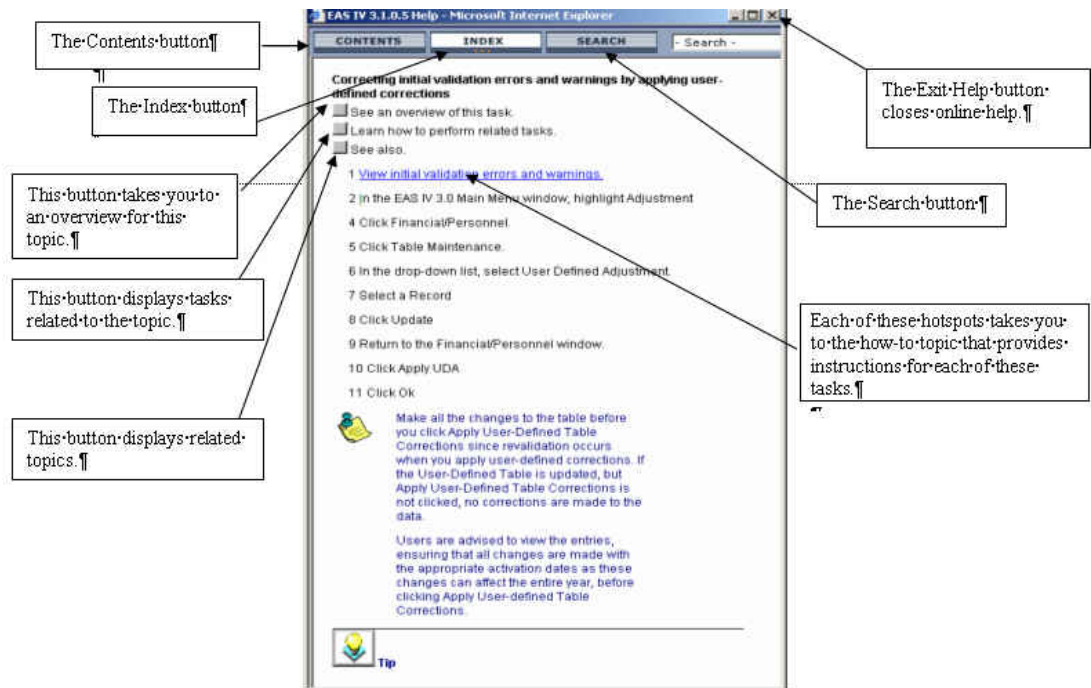 EAS IV 3.1.0.5 Help - Microsoft Internet Explorer
CONTENTS INDEX SEARCH - Search -
The·Contents·button¶
¶
The·Index·button¶
This·button·takes·you·to·
an·overview·for·this·
topic.¶
This·button·displays·tasks·
related·to·the·topic.¶
This·button·displays·related·
topics.¶
Correcting initial validation errors and warnings by applying user-
defined corrections
See an overview of this task.
Learn how to perform related tasks.
See also.
1 View initial validation errors and warnings.
2 In the EAS IV 3.0 Main Menu window, highlight Adjustment
4 Click Financial/Personnel
5 Click Table Maintenance.
6 In the drop-down list, select User Defined Adjustment.
7 Select a Record
8 Click Update
9 Return to the Financial/Personnel window.
10 Click Apply UDA
11 Click Ok
Make all the changes to the table before
you click Apply User-Defined Table
Corrections since revalidation occurs
when you apply user-defined corrections. If
the User-Defined Table is updated, but
Apply User-Defined Table Corrections is
not clicked, no corrections are made to the
data.
Users are advised to view the entries,
ensuring that all changes are made with
the appropriate activation dates as these
changes can affect the entire year, before
clicking Apply User-defined Table
Corrections.
Tip
The·Exit·Help·button·
closes·online·help.¶
The·Search·button·¶
Each·of·these·hotspots·takes·you·
to·the·how-to·topic·that·provides·
instructions·for·each·of·these·
tasks.¶
¶